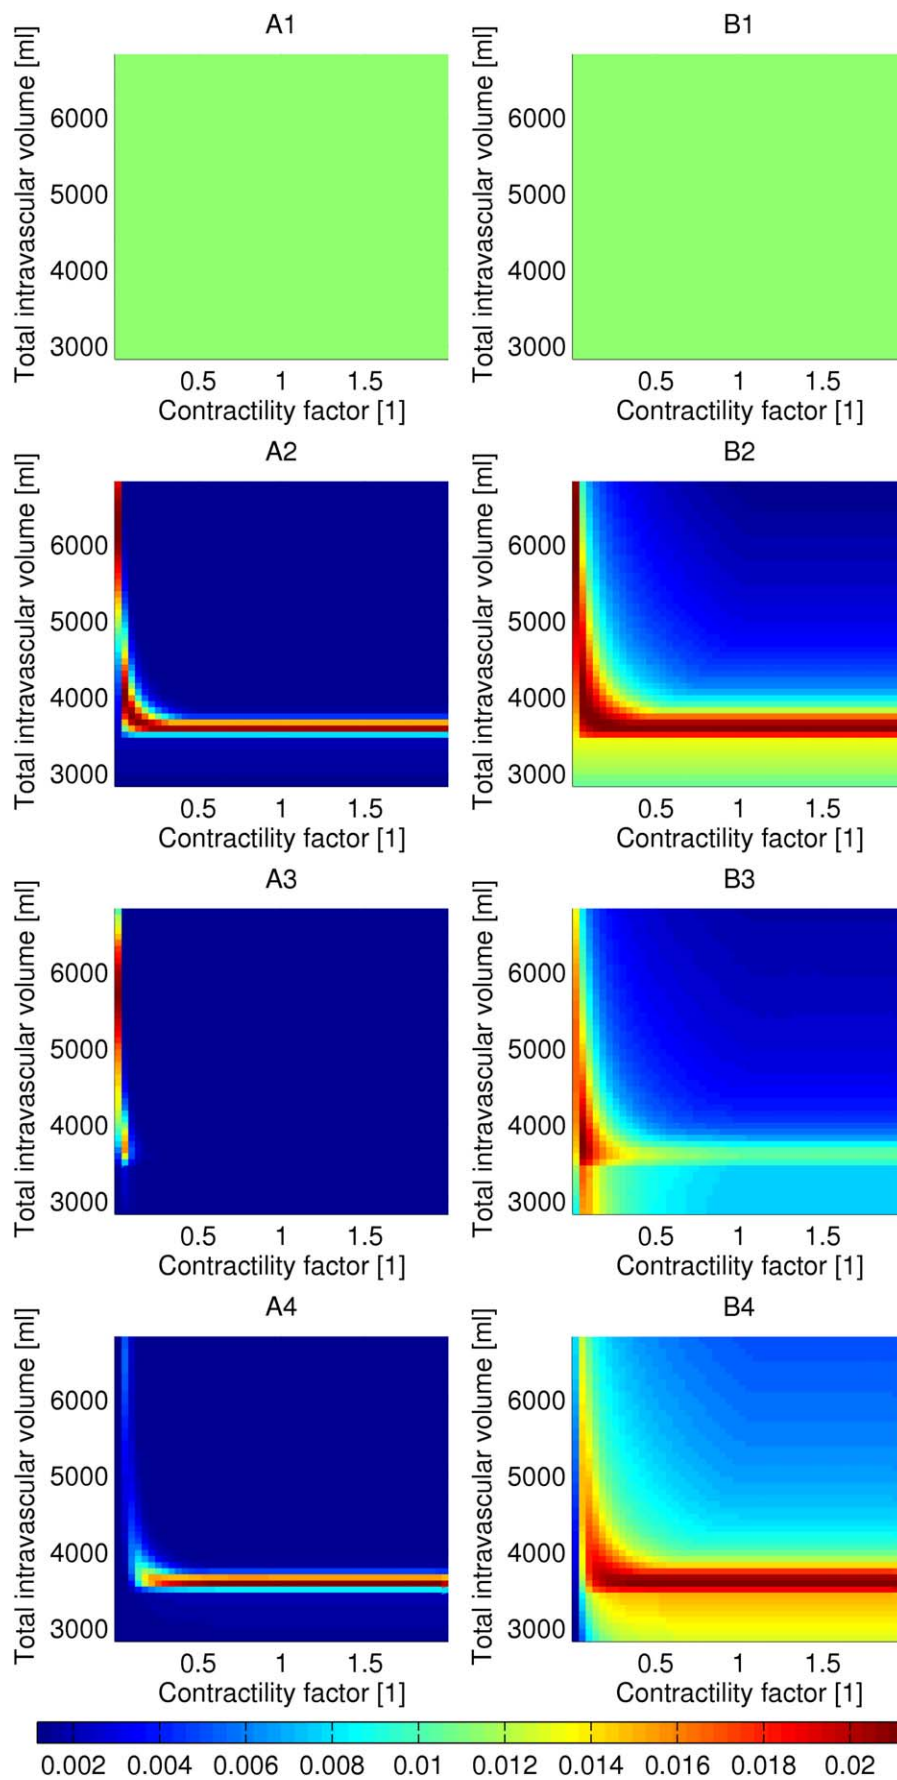 A1 B1
Total intravascular volume [ml] Total intravascular volume [ml]
6000 6000
5000 5000
4000 4000
3000 3000
0.5 1 1.5 0.5 1 1.5
Contractility factor [1] Contractility factor [1]
A2 B2
Total intravascular volume [ml] Total intravascular volume [ml]
6000 6000
5000 5000
4000 4000
3000 3000
0.5 1 1.5 0.5 1 1.5
Contractility factor [1] Contractility factor [1]
A3 B3
Total intravascular volume [ml] Total intravascular volume [ml]
6000 6000
5000 5000
4000 4000
3000 3000
0.5 1 1.5 0.5 1 1.5
Contractility factor [1] Contractility factor [1]
A4 B4
Total intravascular volume [ml] Total intravascular volume [ml]
6000 6000
5000 5000
4000 4000
3000 3000
0.5 1 1.5 0.5 1 1.5
Contractility factor [1] Contractility factor [1]
0.002 0.004 0.006 0.008 0.01 0.012 0.014 0.016 0.018 0.02